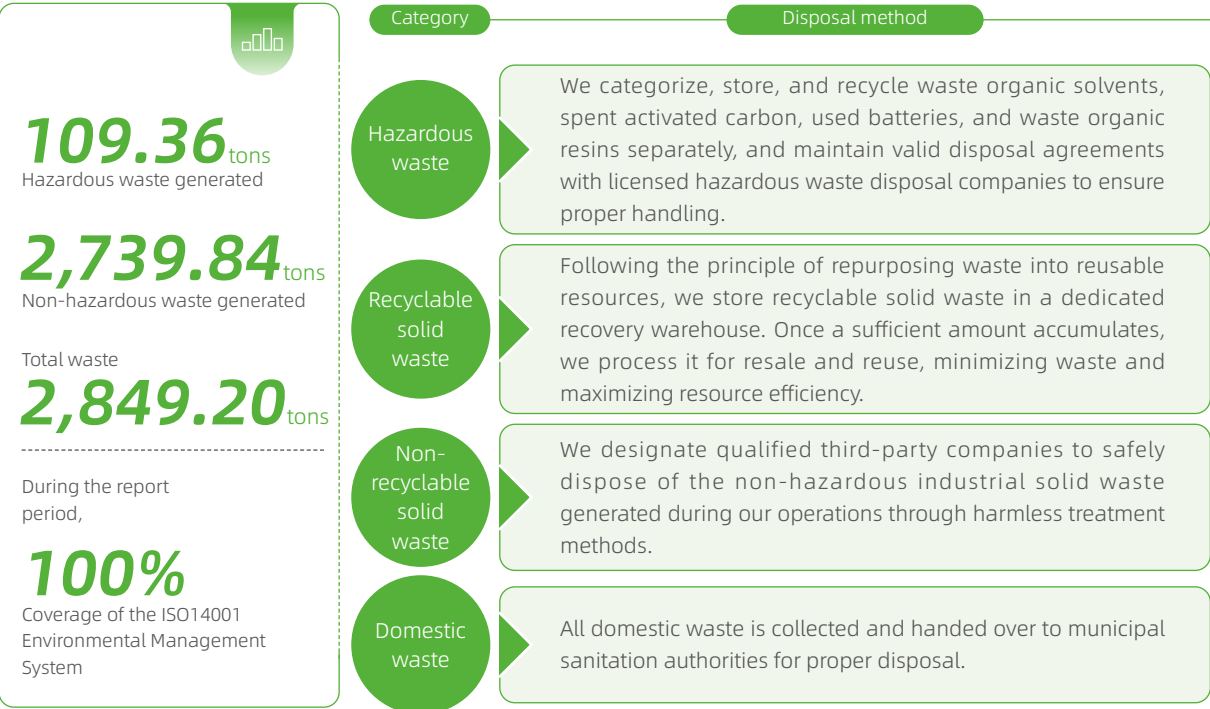 109.36 tons
Hazardous waste generated
2,739.84 tons
Non-hazardous waste generated
Total waste
2,849.20 tons
During the report
period,
100%
Coverage of the ISO14001
Environmental Management
System
Category
Disposal method
Hazardous
waste
We categorize, store, and recycle waste organic solvents,
spent activated carbon, used batteries, and waste organic
resins separately, and maintain valid disposal agreements
with licensed hazardous waste disposal companies to ensure
proper handling.
Recyclable
solid
waste
Following the principle of repurposing waste into reusable
resources, we store recyclable solid waste in a dedicated
recovery warehouse. Once a sufficient amount accumulates,
we process it for resale and reuse, minimizing waste and
maximizing resource efficiency.
Non-
recyclable
solid
waste
We designate qualified third-party companies to safely
dispose of the non-hazardous industrial solid waste
generated during our operations through harmless treatment
methods.
Domestic
waste
All domestic waste is collected and handed over to municipal
sanitation authorities for proper disposal.